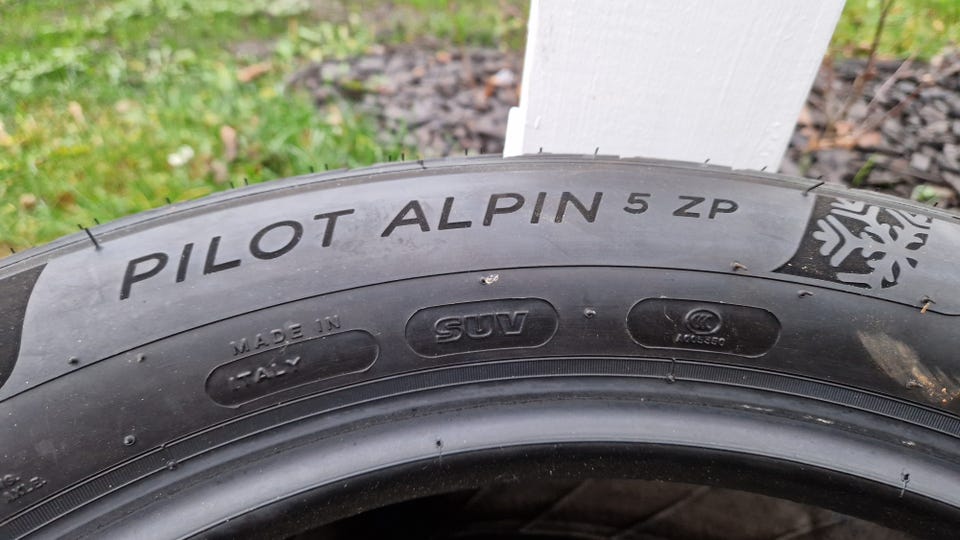 PILOT ALPIN 5 ZP
MADE IN
ITALY
SUV